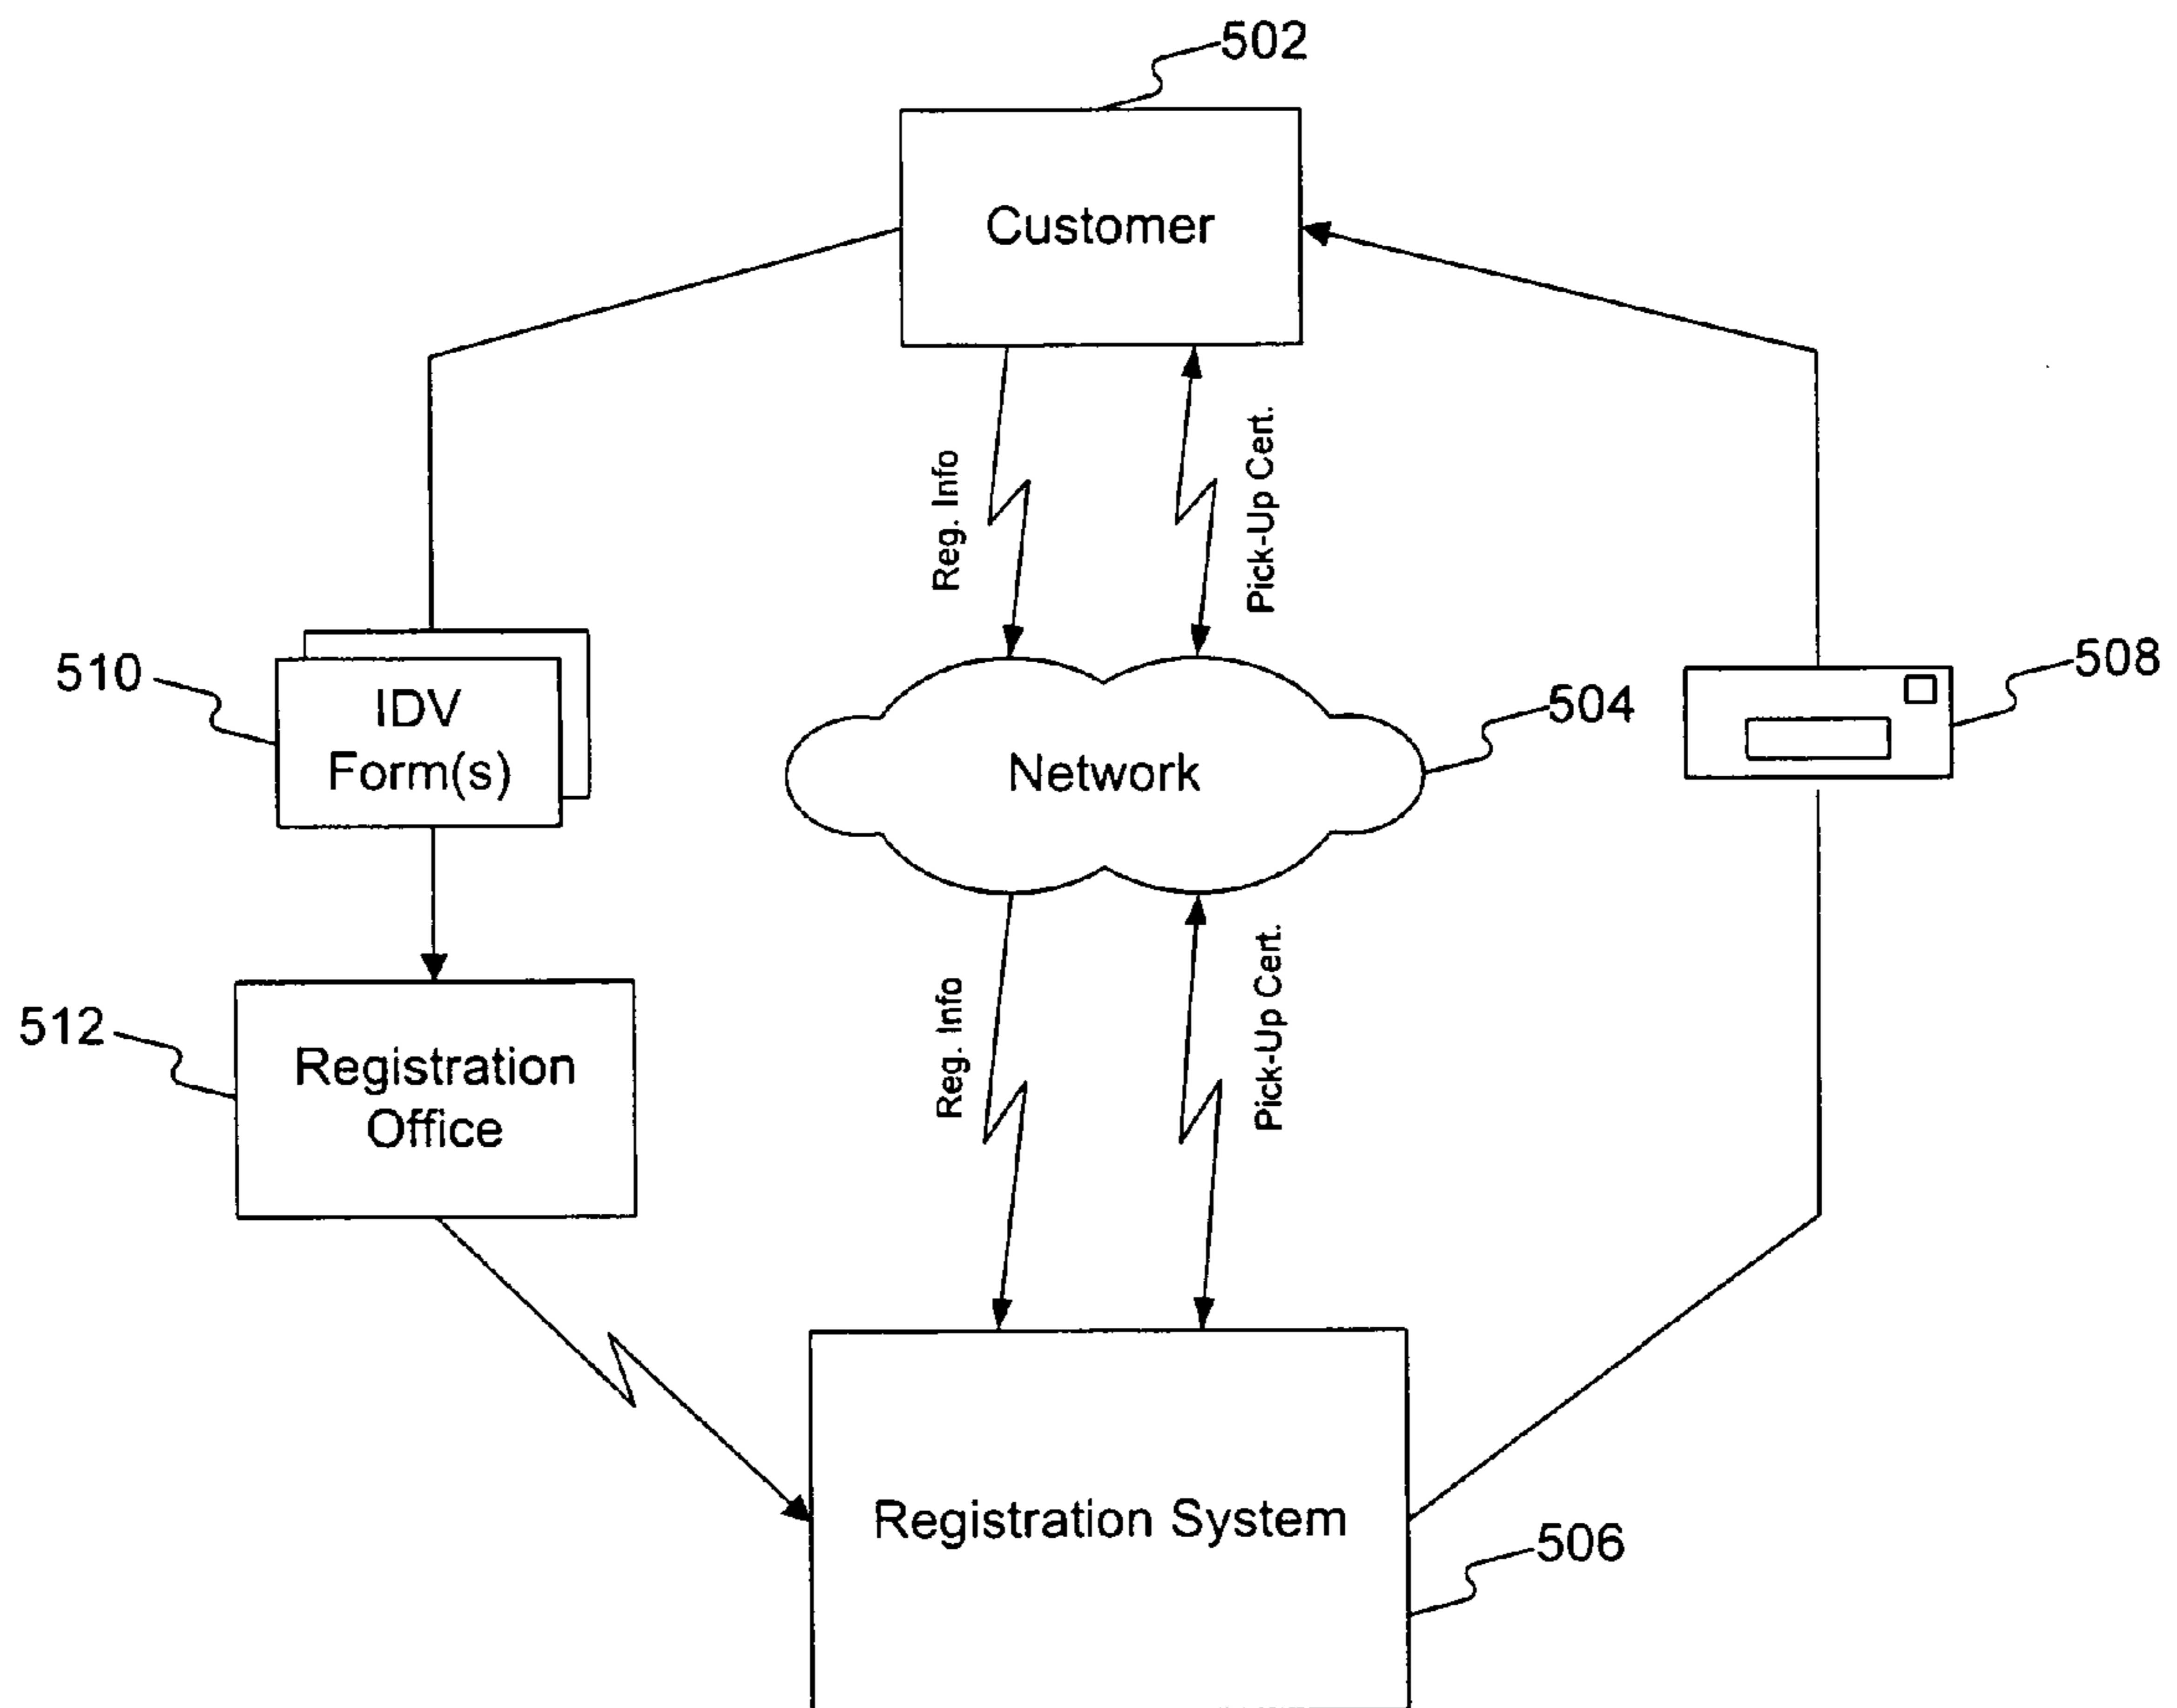 502
Customer
Reg. Info
Pick-Up Cert.
510
IDV
Form(s)
504
Network
508
512
Registration
Office
Reg. Info
Pick-Up Cert.
Registration System
506